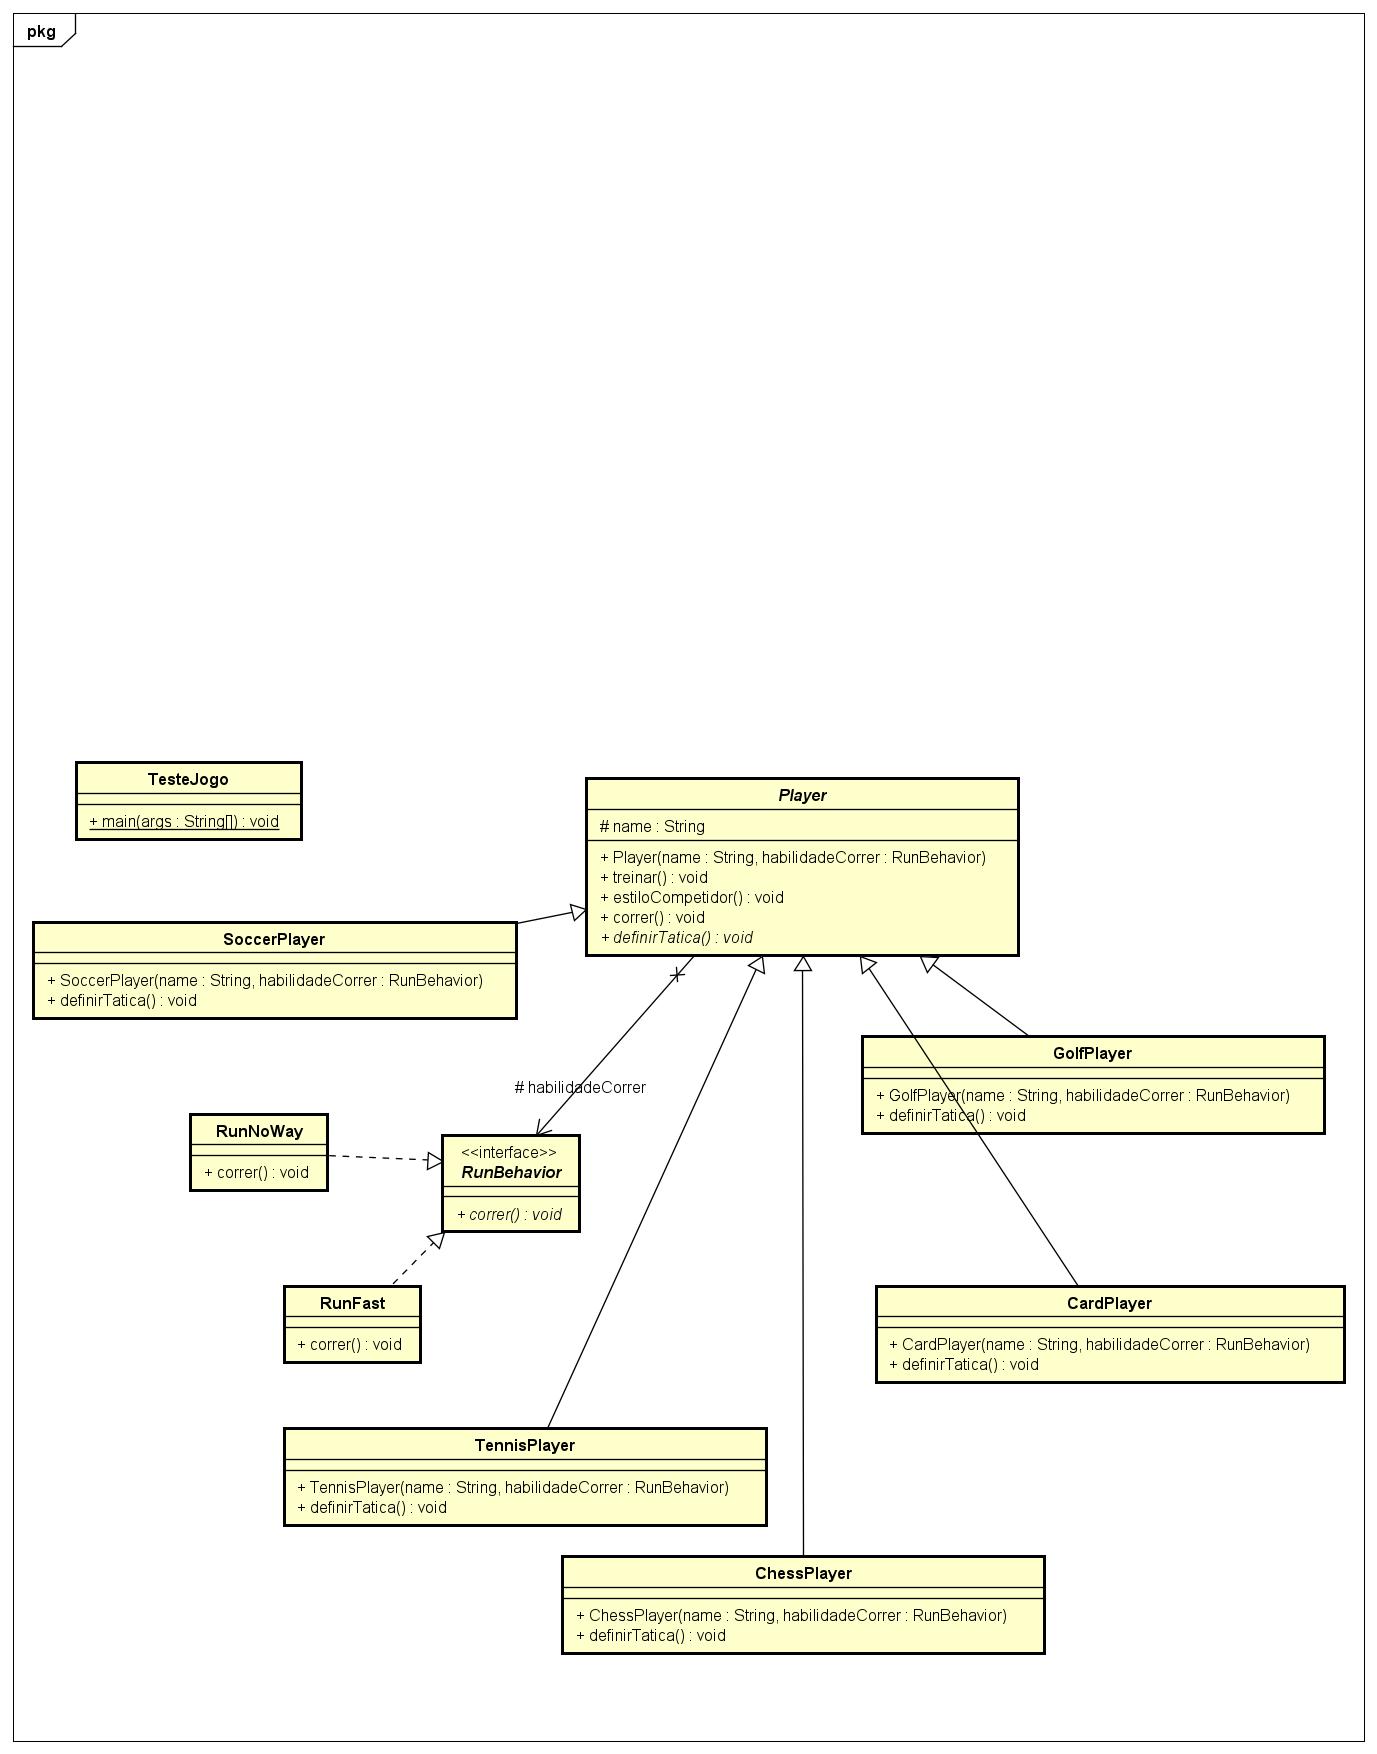 pkg
TesteJogo
+ main(args : String[]) : void
Player
# name : String
+ Player(name : String, habilidadeCorrer : RunBehavior)
+ treinar() : void
+ estiloCompetidor() : void
+ correr() : void
+ definirTatica() : void
SoccerPlayer
+ SoccerPlayer(name : String, habilidadeCorrer : RunBehavior)
+ definirTatica() : void
# habilidadeCorrer
GolfPlayer
+ GolfPlayer(name : String, habilidadeCorrer : RunBehavior)
+ definirTatica() : void
RunNoWay
+ correr() : void
<<interface>>
RunBehavior
+ correr() : void
RunFast
+ correr() : void
CardPlayer
+ CardPlayer(name : String, habilidadeCorrer : RunBehavior)
+ definirTatica() : void
TennisPlayer
+ TennisPlayer(name : String, habilidadeCorrer : RunBehavior)
+ definirTatica() : void
ChessPlayer
+ ChessPlayer(name : String, habilidadeCorrer : RunBehavior)
+ definirTatica() : void